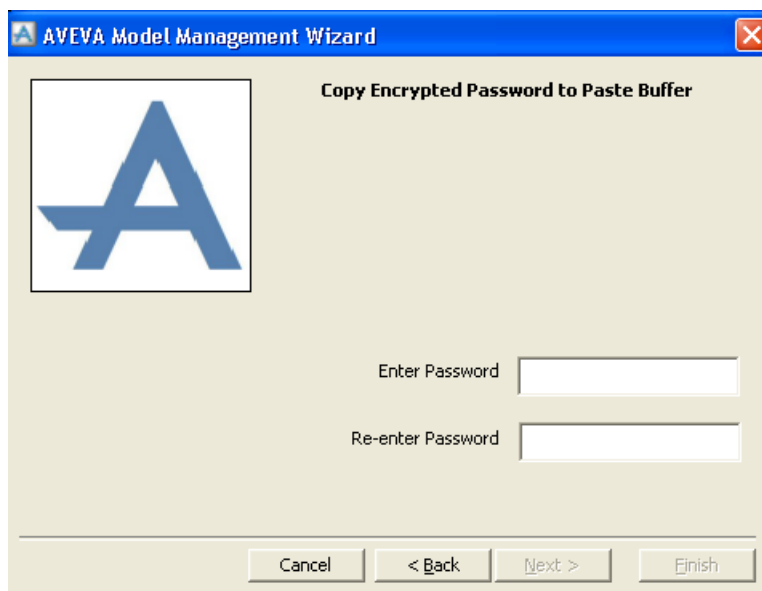 AVEVA Model Management Wizard
Copy Encrypted Password to Paste Buffer
Enter Password
Re-enter Password
Cancel
< Back
Next >
Finish